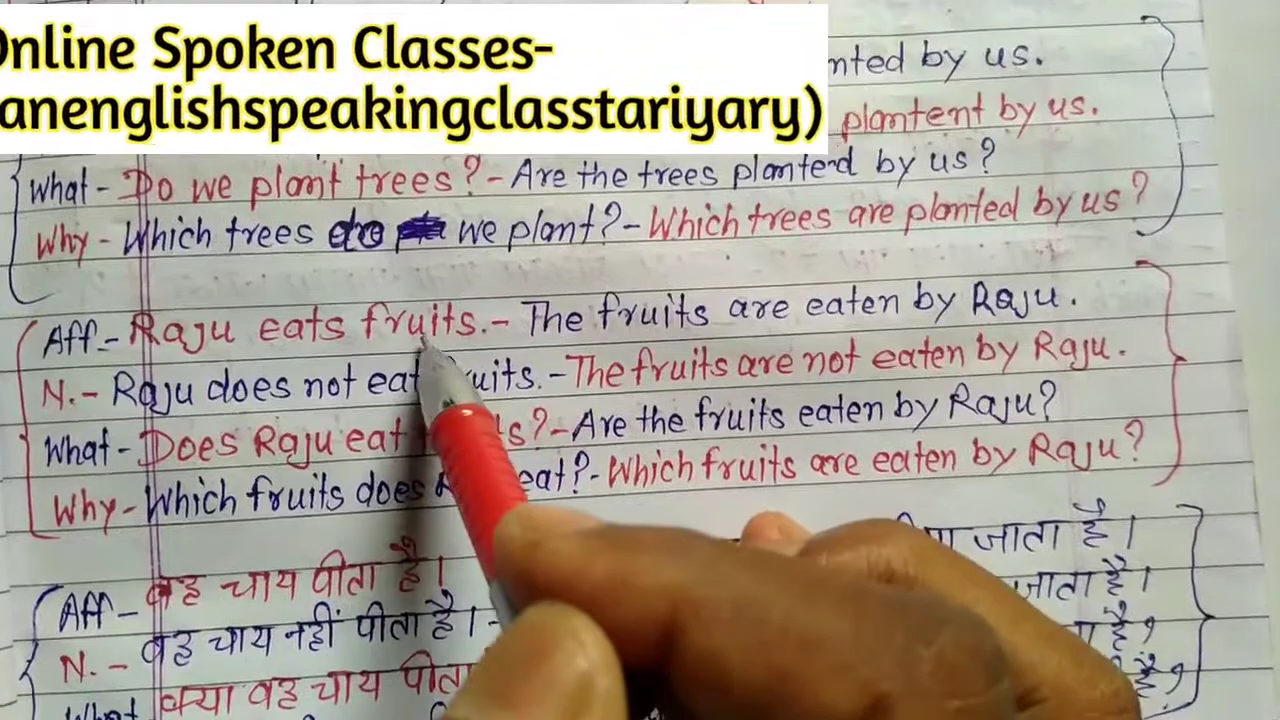 Online Spoken Classes-
anenglishspeakingclasstariyary)
nted by us.
plantent by us.
What - Do we plant trees? - Are the trees planted by us?
Why - Which trees do we plant? - Which trees are planted by us?
Aff - Raju eats fruits. - The fruits are eaten by Raju.
N. - Raju does not eat uits. - The fruits are not eaten by Raju.
What - Does Raju eat s? - Are the fruits eaten by Raju?
Why - Which fruits does eat? - Which fruits are eaten by Raju?
जाता है।
Aff - वह चाय पीता है। जाता है।
N. - वह चाय नहीं पीता है। -
What क्या वह चाय पीता